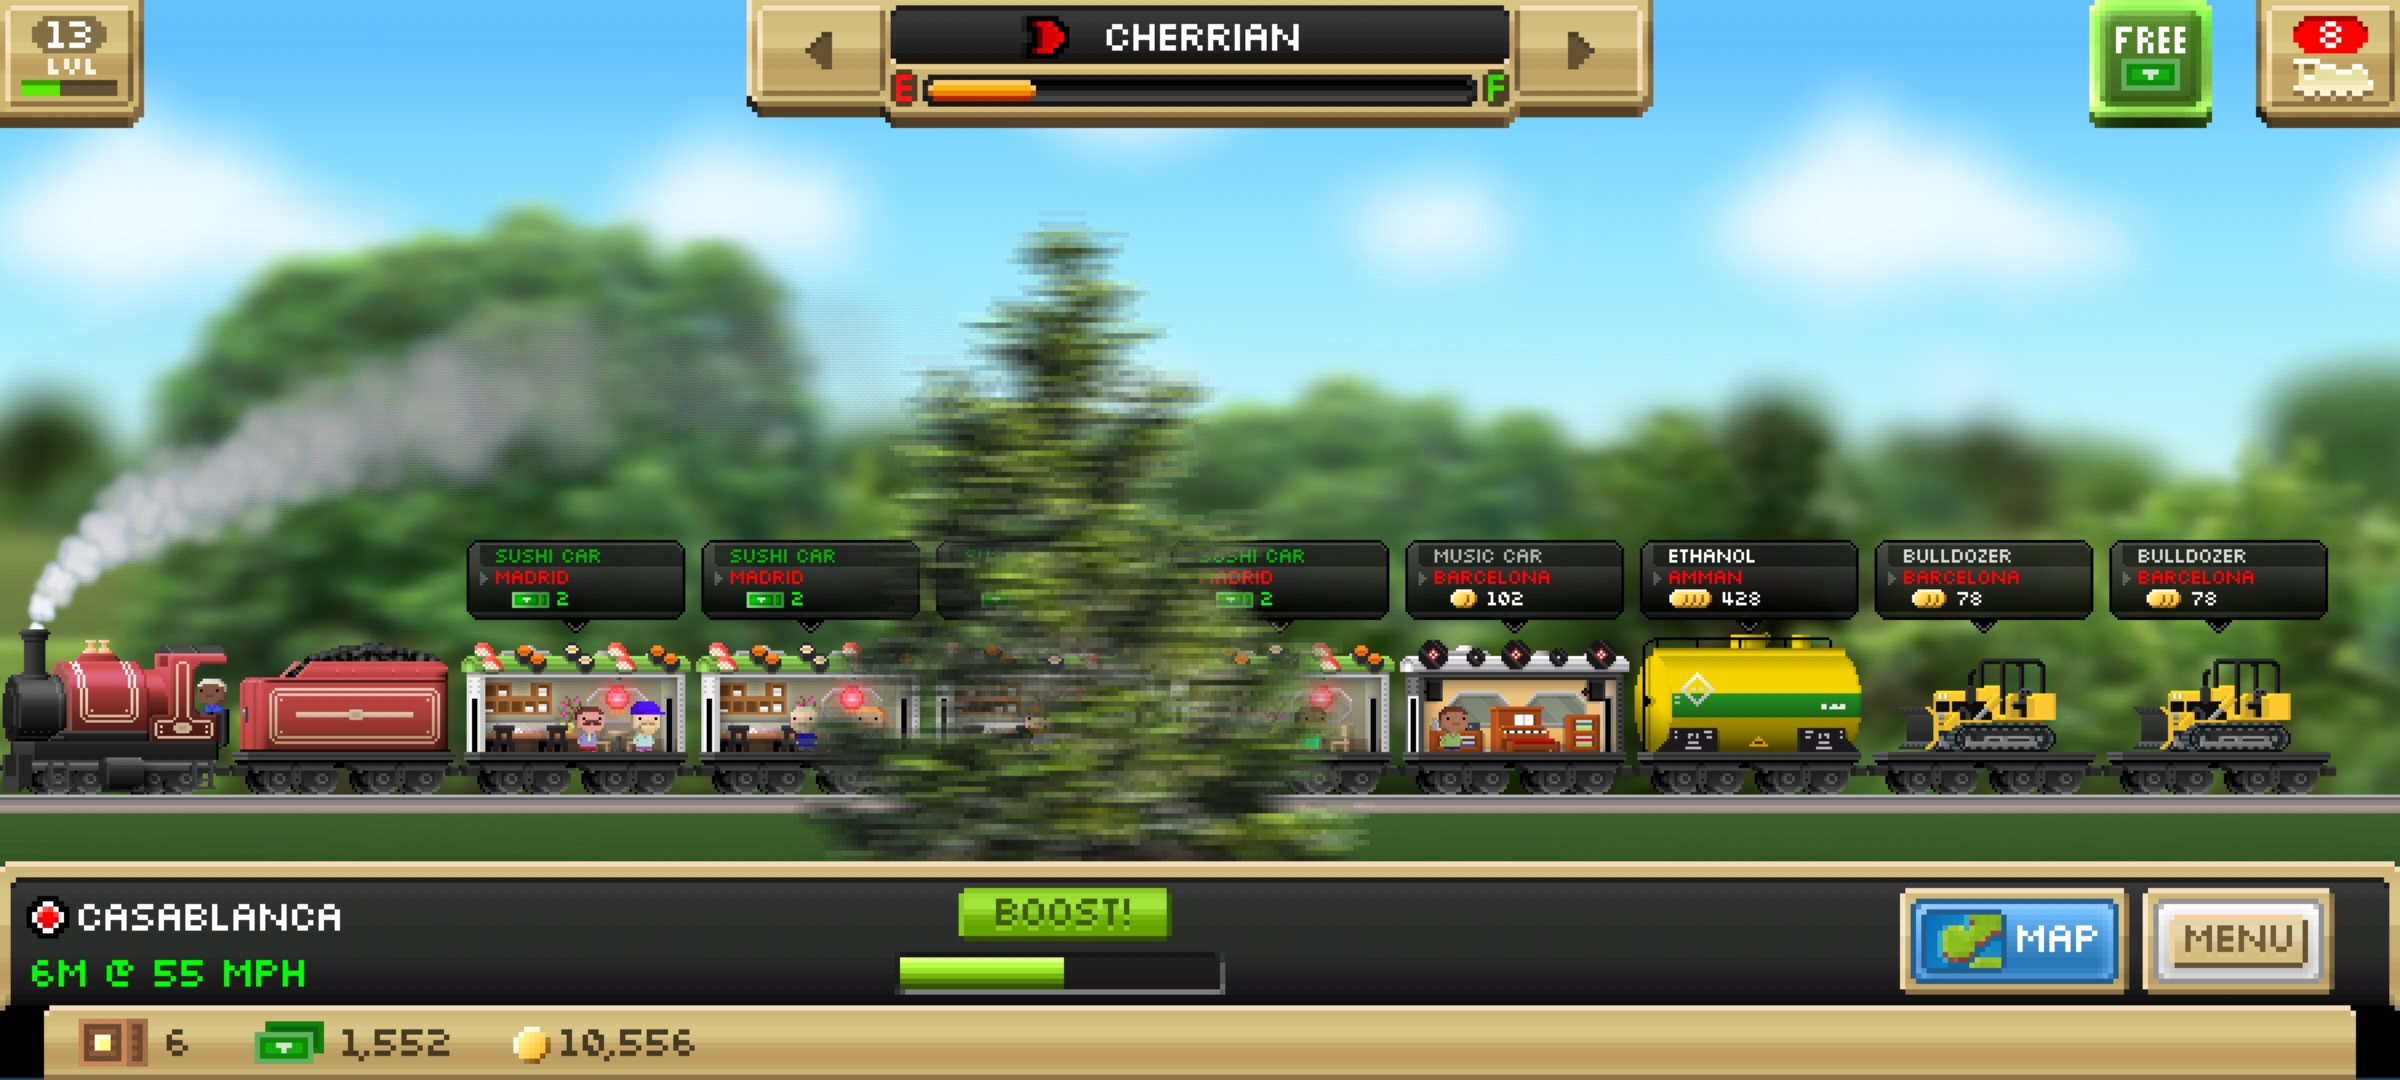 13
LVL
CHERRIAN
E F
FREE
8
SUSHI CAR
MADRID
2
SUSHI CAR
MADRID
2
SUSHI CAR
MADRID
2
MUSIC CAR
BARCELONA
102
ETHANOL
AMMAN
428
BULLDOZER
BARCELONA
78
BULLDOZER
BARCELONA
78
CASABLANCA
6M @ 55 MPH
BOOST!
MAP
MENU
6 1,552 10,556